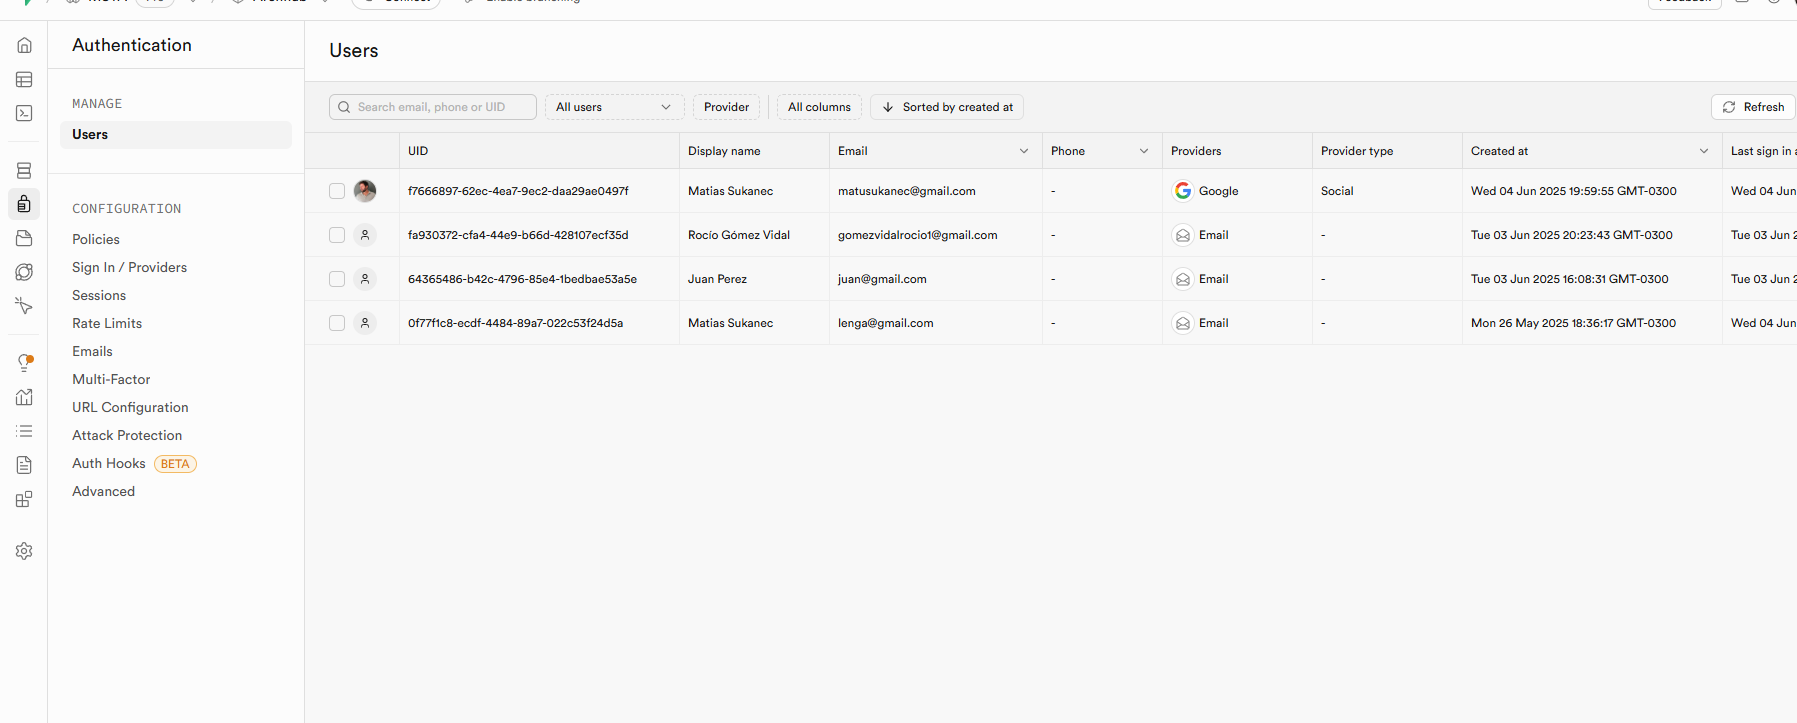 Authentication
MANAGE
Users
CONFIGURATION
Policies
Sign In / Providers
Sessions
Rate Limits
Emails
Multi-Factor
URL Configuration
Attack Protection
Auth Hooks BETA
Advanced
Users
Search email, phone or UID All users Provider All columns Sorted by created at Refresh
UID Display name Email Phone Providers Provider type Created at Last sign in
f7666897-62ec-4ea7-9ec2-daa29ae0497f Matias Sukanec matusukanec@gmail.com - Google Social Wed 04 Jun 2025 19:59:55 GMT-0300 Wed 04 Jun
fa930372-cfa4-44e9-b66d-428107ecf35d Rocío Gómez Vidal gomezvidalrocio1@gmail.com - Email - Tue 03 Jun 2025 20:23:43 GMT-0300 Tue 03 Jun 2
64365486-b42c-4796-85e4-1bedbae53a5e Juan Perez juan@gmail.com - Email - Tue 03 Jun 2025 16:08:31 GMT-0300 Tue 03 Jun 2
0f77f1c8-ecdf-4484-89a7-022c53f24d5a Matias Sukanec lenga@gmail.com - Email - Mon 26 May 2025 18:36:17 GMT-0300 Wed 04 Jun